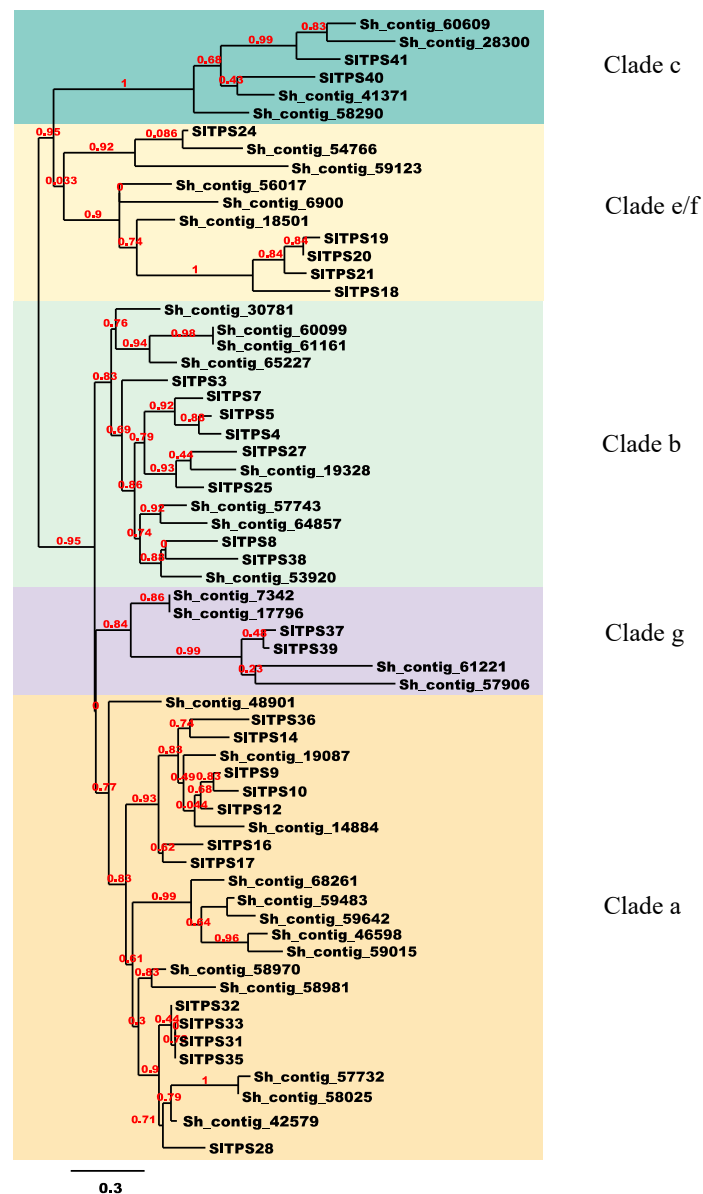 0.83
Sh_contig_60609
0.99
Sh_contig_28300
0.68
SlTPS41
Clade c
0.43
SlTPS40
1
Sh_contig_41371
Sh_contig_58290
0.95
SlTPS24
0.086
0.92
Sh_contig_54766
Sh_contig_59123
0.033
0
Sh_contig_56017
Sh_contig_6900
Clade e/f
0.9
Sh_contig_18501
0.74
0.84
SlTPS19
0.84
SlTPS20
1
SlTPS21
SlTPS18
Sh_contig_30781
0.76
0.98
Sh_contig_60099
0.94
Sh_contig_61161
Sh_contig_65227
0.83
SlTPS3
SlTPS7
0.92
0.88
SlTPS5
0.69
SlTPS4
0.79
Clade b
0.44
SlTPS27
0.93
Sh_contig_19328
0.86
SlTPS25
0.92
Sh_contig_57743
Sh_contig_64857
0.74
0
SlTPS8
0.95
0.88
SlTPS38
Sh_contig_53920
0.86
Sh_contig_7342
Sh_contig_17796
0.84
0.48
SlTPS37
Clade g
0.99
SlTPS39
0.23
Sh_contig_61221
Sh_contig_57906
0
Sh_contig_48901
0.74
SlTPS36
SlTPS14
0.83
Sh_contig_19087
0.77
0.49
0.83
SlTPS9
0.68
SlTPS10
0.93
0.044
SlTPS12
Sh_contig_14884
0.62
SlTPS16
SlTPS17
0.83
0.99
Sh_contig_68261
Sh_contig_59483
Clade a
0.64
Sh_contig_59642
0.96
Sh_contig_46598
Sh_contig_59015
0.61
0.83
Sh_contig_58970
Sh_contig_58981
SlTPS32
0.3
0.44
0
SlTPS33
SlTPS31
SlTPS35
0.9
1
Sh_contig_57732
0.79
Sh_contig_58025
0.71
Sh_contig_42579
SlTPS28
0.3